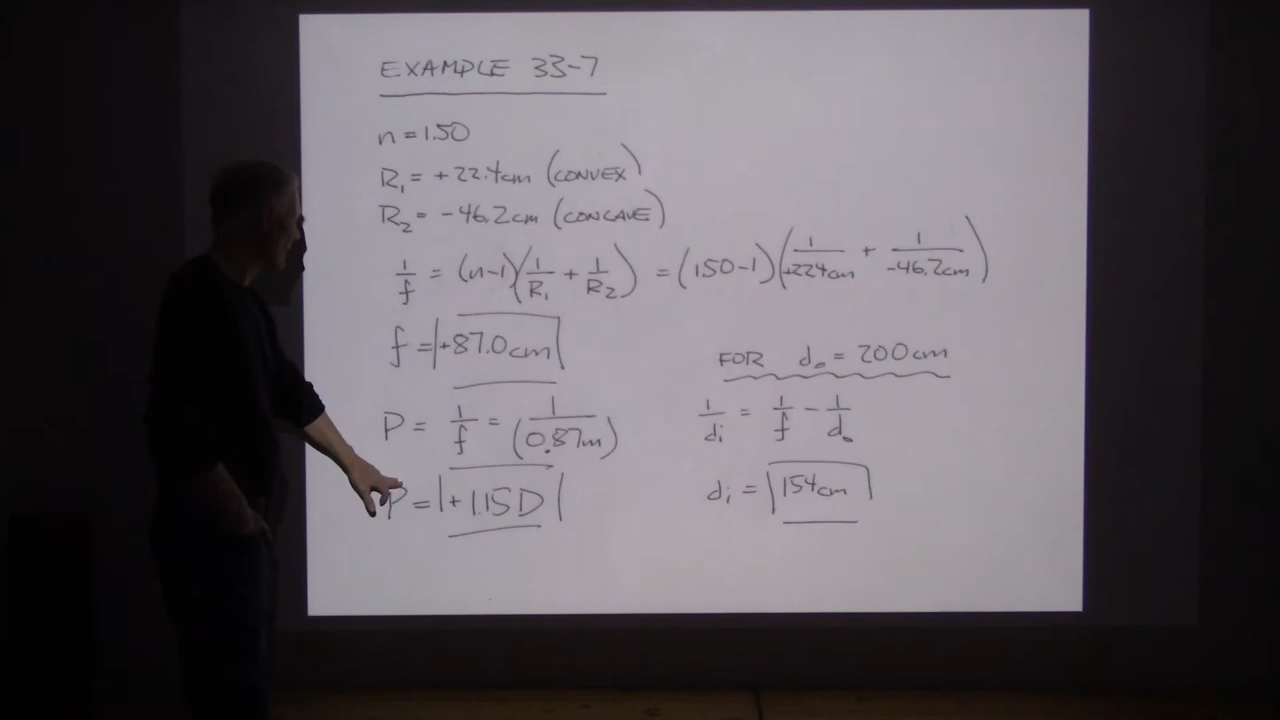 EXAMPLE 33-7
n = 1.50
R₁ = +22.4cm (CONVEX)
R₂ = -46.2cm (CONCAVE)
1/f = (n-1)(1/R₁ + 1/R₂) = (1.50-1)(1/+22.4cm + 1/-46.2cm)
f = +87.0cm
P = 1/f = 1/(0.87m)
P = +1.15D
FOR d₀ = 200cm
1/di = 1/f - 1/d₀
di = 154cm